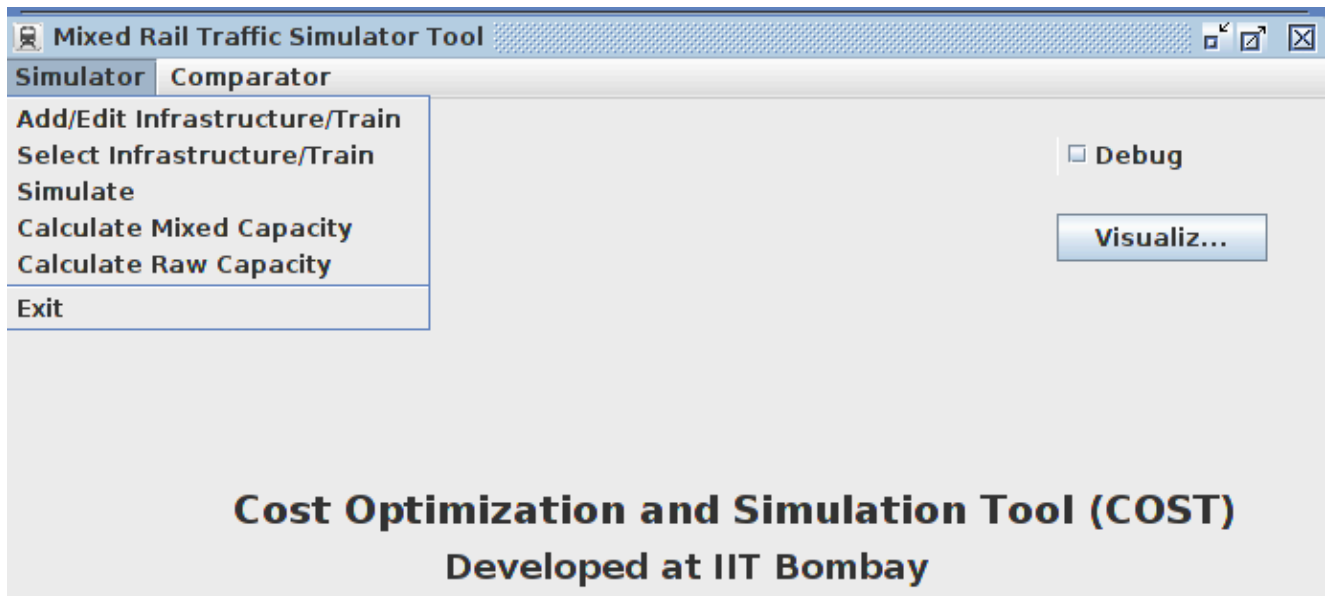 Mixed Rail Traffic Simulator Tool
Simulator Comparator
Add/Edit Infrastructure/Train
Select Infrastructure/Train
Simulate
Calculate Mixed Capacity
Calculate Raw Capacity
Exit
Debug
Visualiz...
Cost Optimization and Simulation Tool (COST)
Developed at IIT Bombay